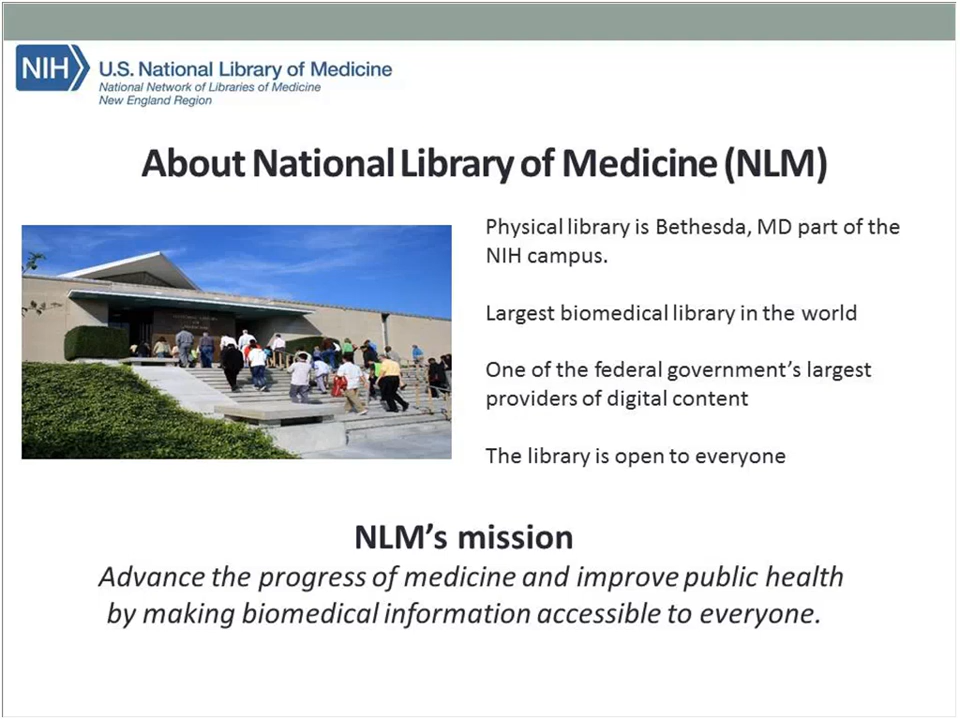 NIH
U.S. National Library of Medicine
National Network of Libraries of Medicine
New England Region
About National Library of Medicine (NLM)
Physical library is Bethesda, MD part of the
NIH campus.
Largest biomedical library in the world
One of the federal government’s largest
providers of digital content
The library is open to everyone
NLM’s mission
Advance the progress of medicine and improve public health
by making biomedical information accessible to everyone.